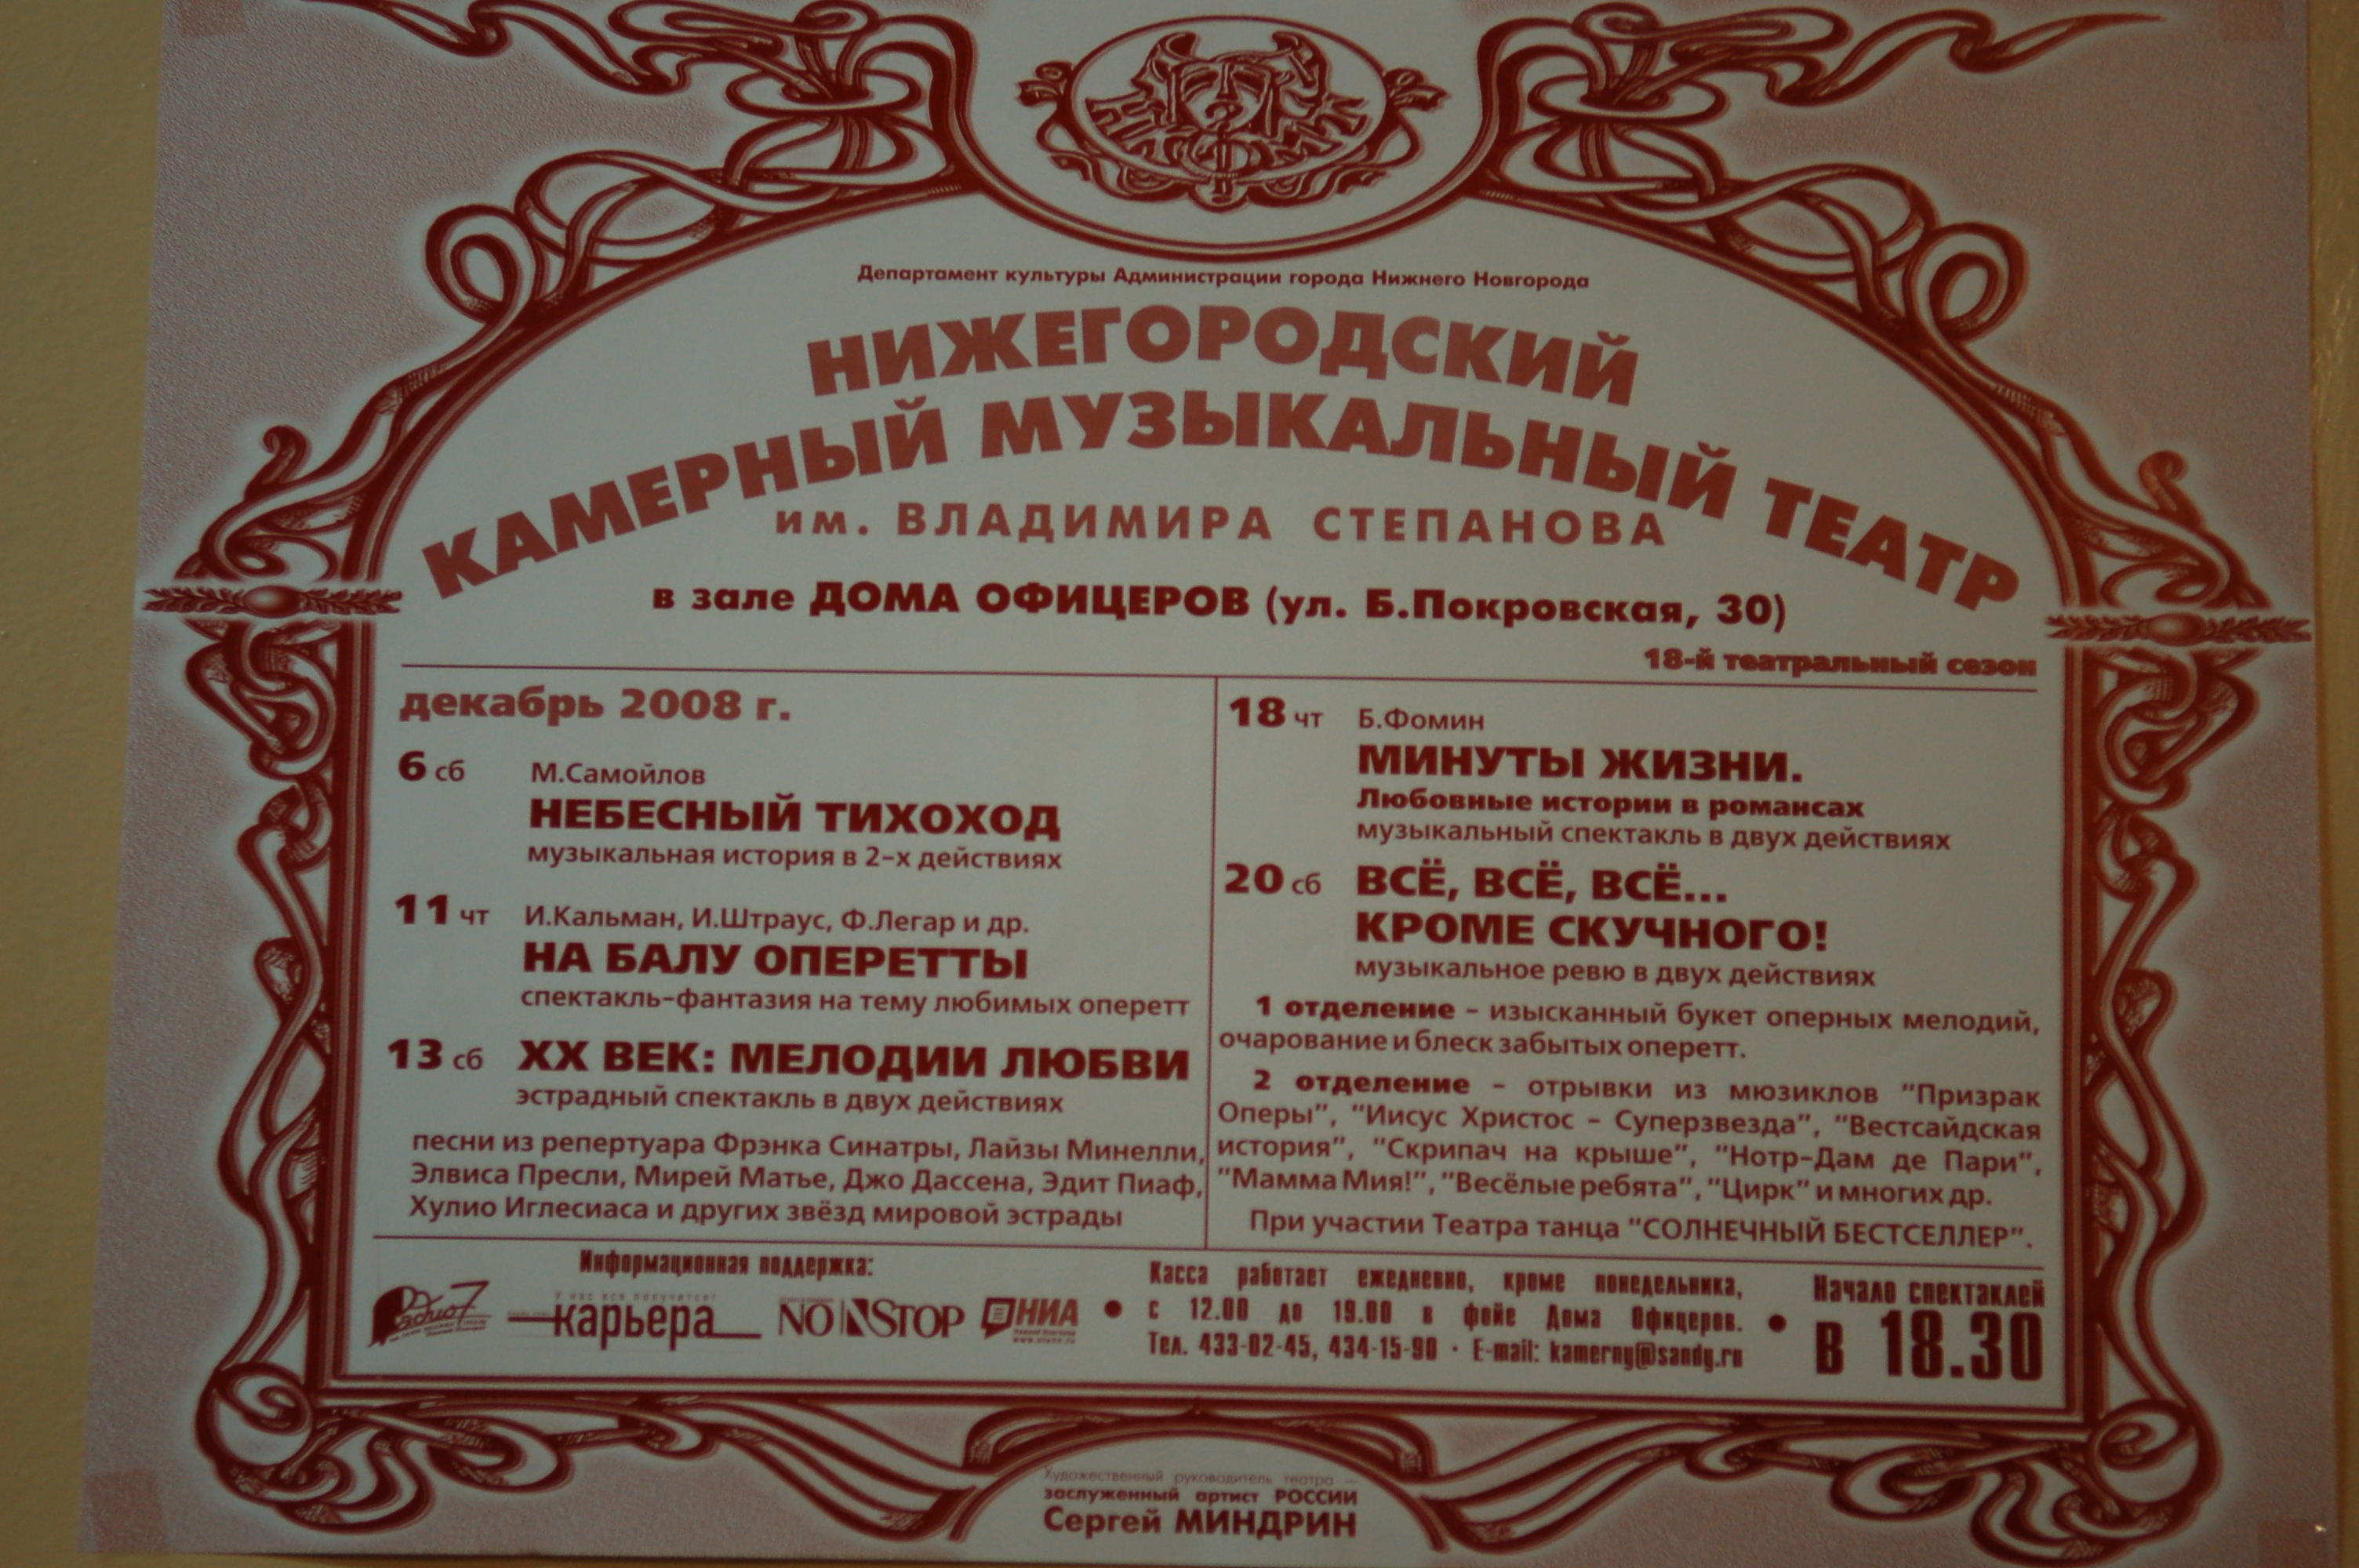 Департамент культуры Администрации города Нижнего Новгорода
НИЖЕГОРОДСКИЙ
КАМЕРНЫЙ МУЗЫКАЛЬНЫЙ ТЕАТР
им. ВЛАДИМИРА СТЕПАНОВА
в зале ДОМА ОФИЦЕРОВ (ул. Б.Покровская, 30)
18-й театральный сезон
декабрь 2008 г.
6 сб М.Самойлов
НЕБЕСНЫЙ ТИХОХОД
музыкальная история в 2-х действиях
11 чт И.Кальман, И.Штраус, Ф.Легар и др.
НА БАЛУ ОПЕРЕТТЫ
спектакль-фантазия на тему любимых оперетт
13 сб ХХ ВЕК: МЕЛОДИИ ЛЮБВИ
эстрадный спектакль в двух действиях
песни из репертуара Фрэнка Синатры, Лайзы Минелли,
Элвиса Пресли, Мирей Матье, Джо Дассена, Эдит Пиаф,
Хулио Иглесиаса и других звёзд мировой эстрады
18 чт Б.Фомин
МИНУТЫ ЖИЗНИ.
Любовные истории в романсах
музыкальный спектакль в двух действиях
20 сб ВСЁ, ВСЁ, ВСЁ...
КРОМЕ СКУЧНОГО!
музыкальное ревю в двух действиях
1 отделение - изысканный букет оперных мелодий,
очарование и блеск забытых оперетт.
2 отделение - отрывки из мюзиклов "Призрак
Оперы", "Иисус Христос - Суперзвезда", "Вестсайдская
история", "Скрипач на крыше", "Нотр-Дам де Пари",
"Мамма Мия!", "Весёлые ребята", "Цирк" и многих др.
При участии Театра танца "СОЛНЕЧНЫЙ БЕСТСЕЛЛЕР".
Информационная поддержка:
Радио 7
У нас все получится!
карьера
NONSTOP
НИА
Касса работает ежедневно, кроме понедельника,
с 12.00 до 19.00 в фойе Дома Офицеров.
Тел. 433-02-45, 434-15-90 · E-mail: kamerny@sandy.ru
Начало спектаклей
в 18.30
Художественный руководитель театра —
заслуженный артист РОССИИ
Сергей МИНДРИН